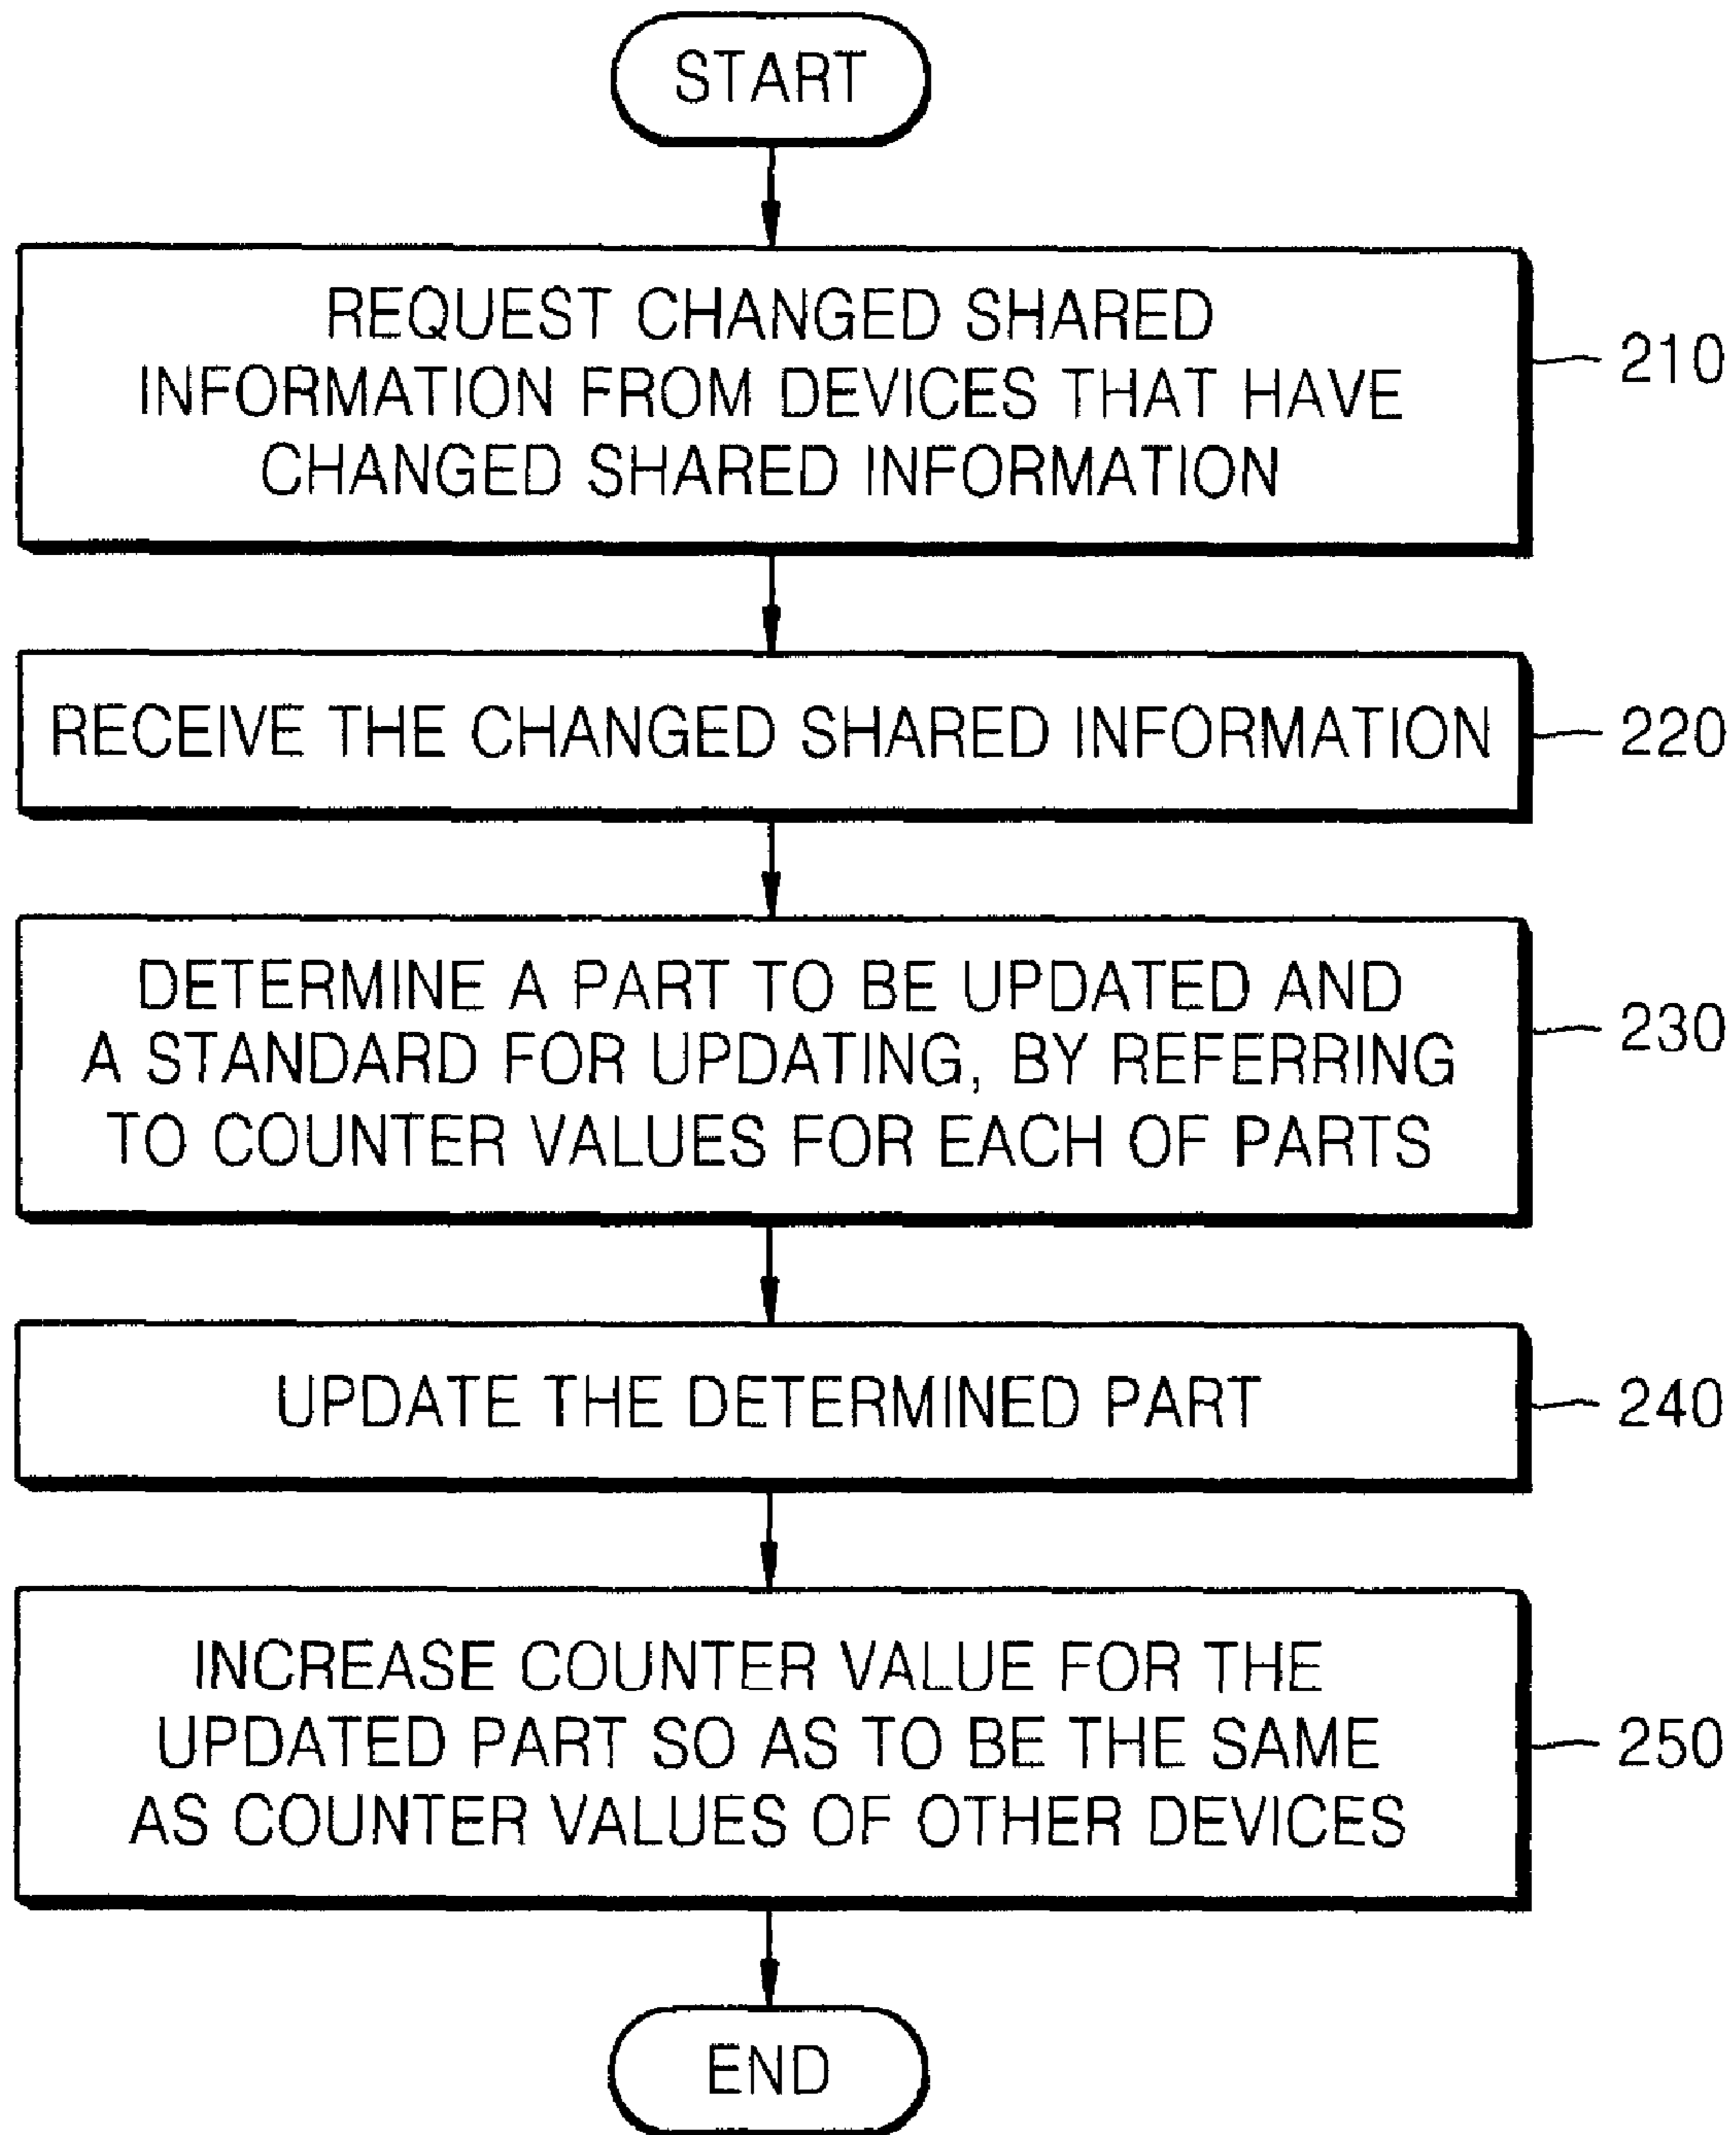 START
REQUEST CHANGED SHARED
INFORMATION FROM DEVICES THAT HAVE
CHANGED SHARED INFORMATION
210
RECEIVE THE CHANGED SHARED INFORMATION
220
DETERMINE A PART TO BE UPDATED AND
A STANDARD FOR UPDATING, BY REFERRING
TO COUNTER VALUES FOR EACH OF PARTS
230
UPDATE THE DETERMINED PART
240
INCREASE COUNTER VALUE FOR THE
UPDATED PART SO AS TO BE THE SAME
AS COUNTER VALUES OF OTHER DEVICES
250
END